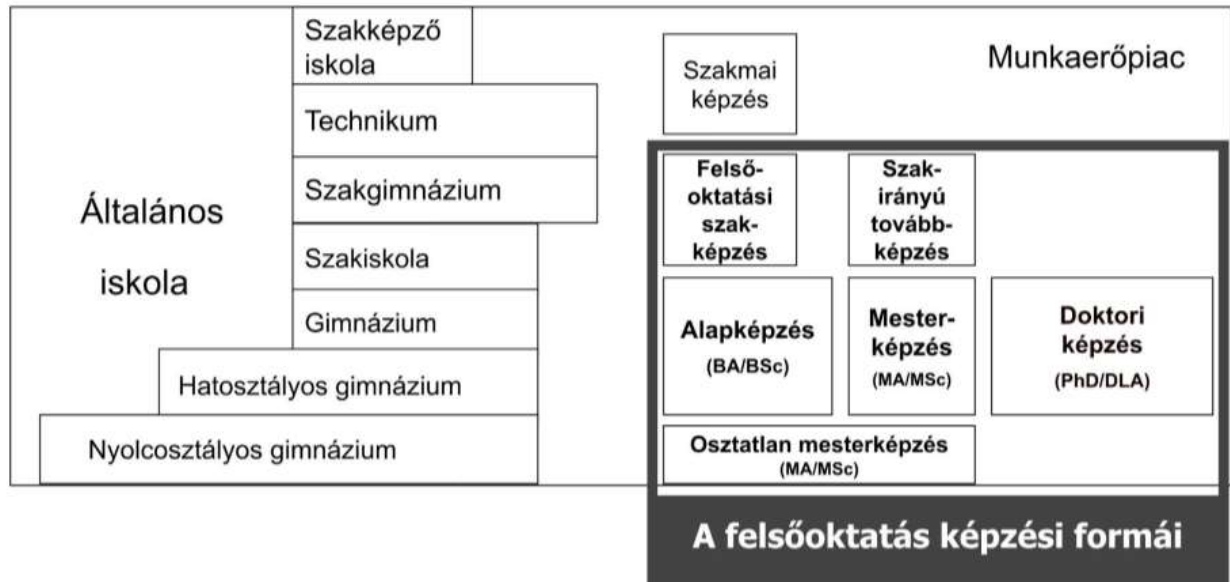 Szakképző
iskola
Technikum
Szakgimnázium
Általános
iskola
Szakiskola
Gimnázium
Hatosztályos gimnázium
Nyolcosztályos gimnázium
Szakmai
képzés
Munkaerőpiac
Felső-
oktatási
szak-
képzés
Szak-
irányú
tovább-
képzés
Alapképzés
(BA/BSc)
Mester-
képzés
(MA/MSc)
Doktori
képzés
(PhD/DLA)
Osztatlan mesterképzés
(MA/MSc)
A felsőoktatás képzési formái